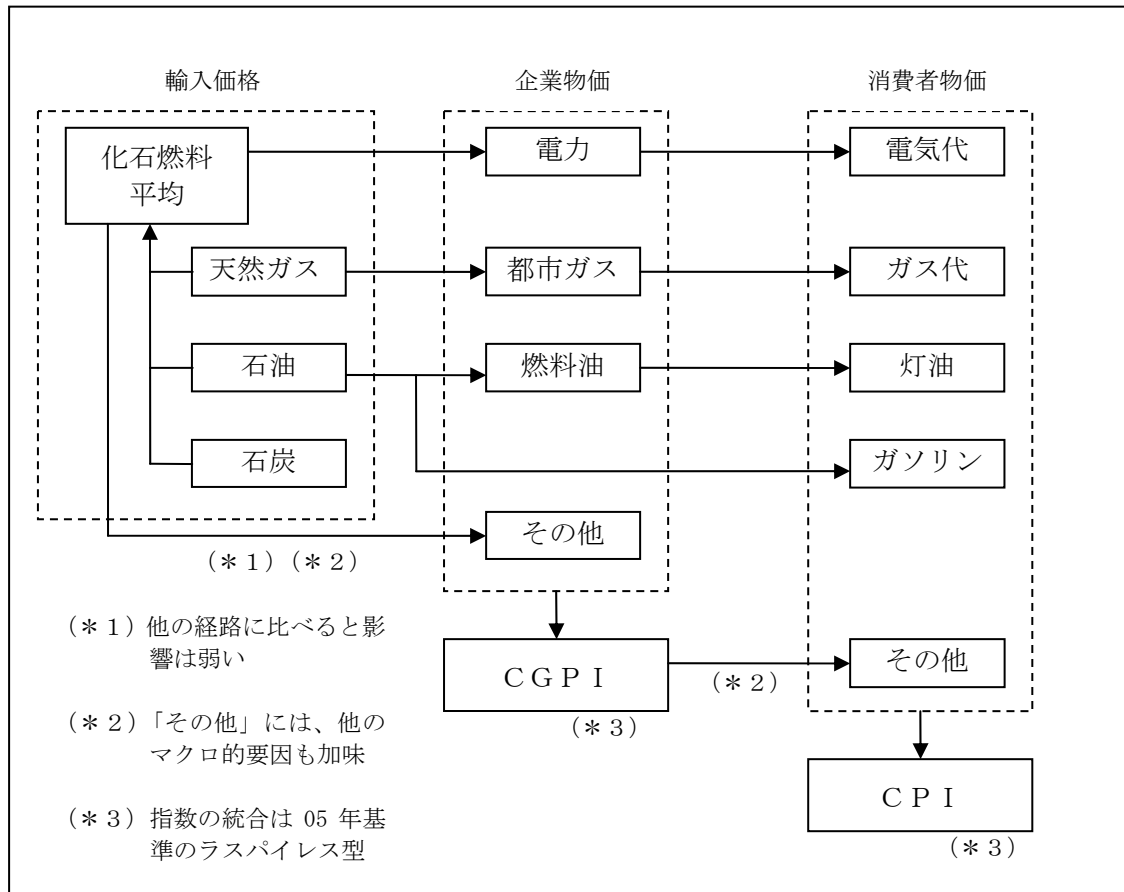 輸入価格
企業物価
消費者物価
化石燃料
平均
電力
電気代
天然ガス
都市ガス
ガス代
石油
燃料油
灯油
石炭
ガソリン
その他
(*1)(*2)
(*1)他の経路に比べると影
響は弱い
CGPI
(*2)
その他
(*3)
(*2)「その他」には、他の
マクロ的要因も加味
CPI
(*3)
(*3)指数の統合は 05 年基
準のラスパイレス型